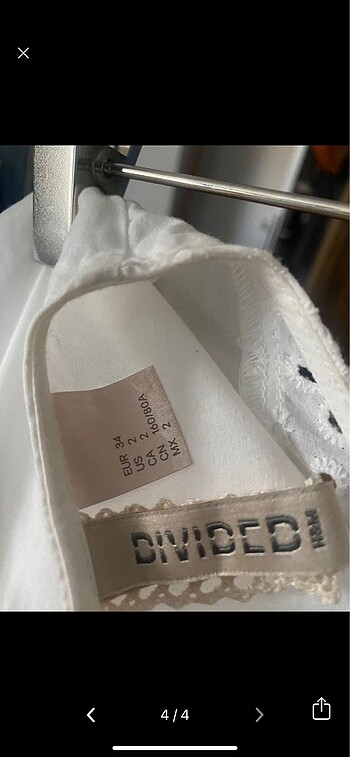 EUR 34
US 2
CA 2
CN 160/80A
MX 2
DIVIDED
H&M
4/4